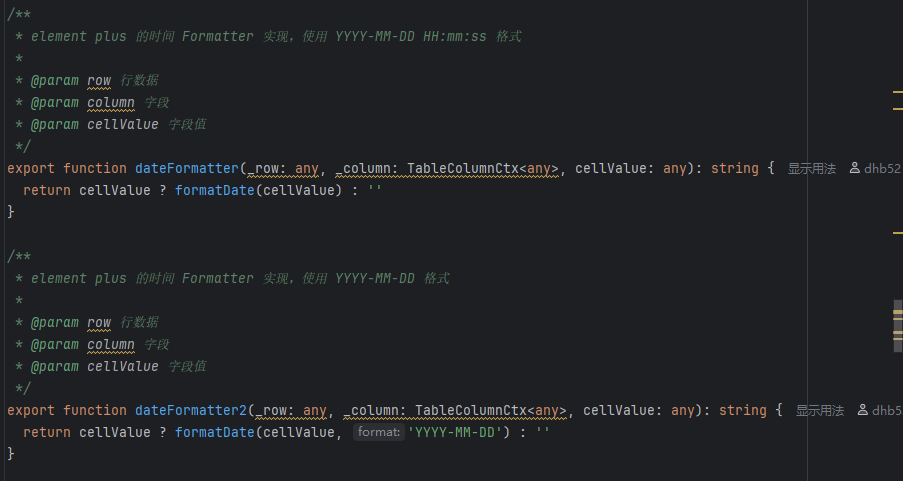 /**
 * element plus 的时间 Formatter 实现，使用 YYYY-MM-DD HH:mm:ss 格式
 *
 * @param row 行数据
 * @param column 字段
 * @param cellValue 字段值
 */
export function dateFormatter(_row: any, _column: TableColumnCtx<any>, cellValue: any): string { 显示用法 dhb52
  return cellValue ? formatDate(cellValue) : ''
}
/**
 * element plus 的时间 Formatter 实现，使用 YYYY-MM-DD 格式
 *
 * @param row 行数据
 * @param column 字段
 * @param cellValue 字段值
 */
export function dateFormatter2(_row: any, _column: TableColumnCtx<any>, cellValue: any): string { 显示用法 dhb5
  return cellValue ? formatDate(cellValue, format: 'YYYY-MM-DD') : ''
}